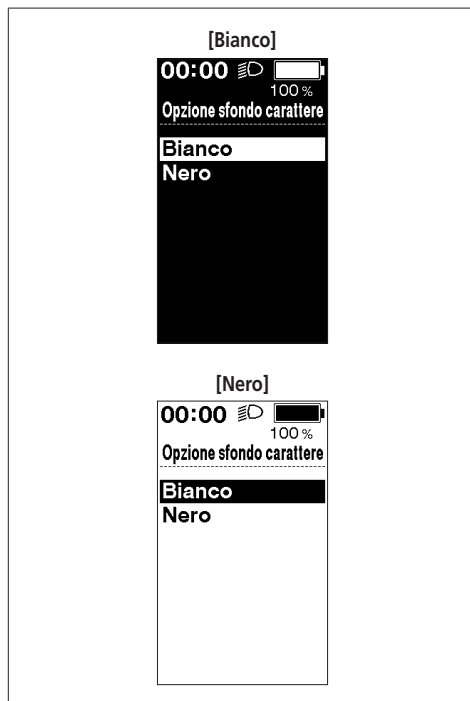 [Bianco]
00:00
100 %
Opzione sfondo carattere
Bianco
Nero
[Nero]
00:00
100 %
Opzione sfondo carattere
Bianco
Nero